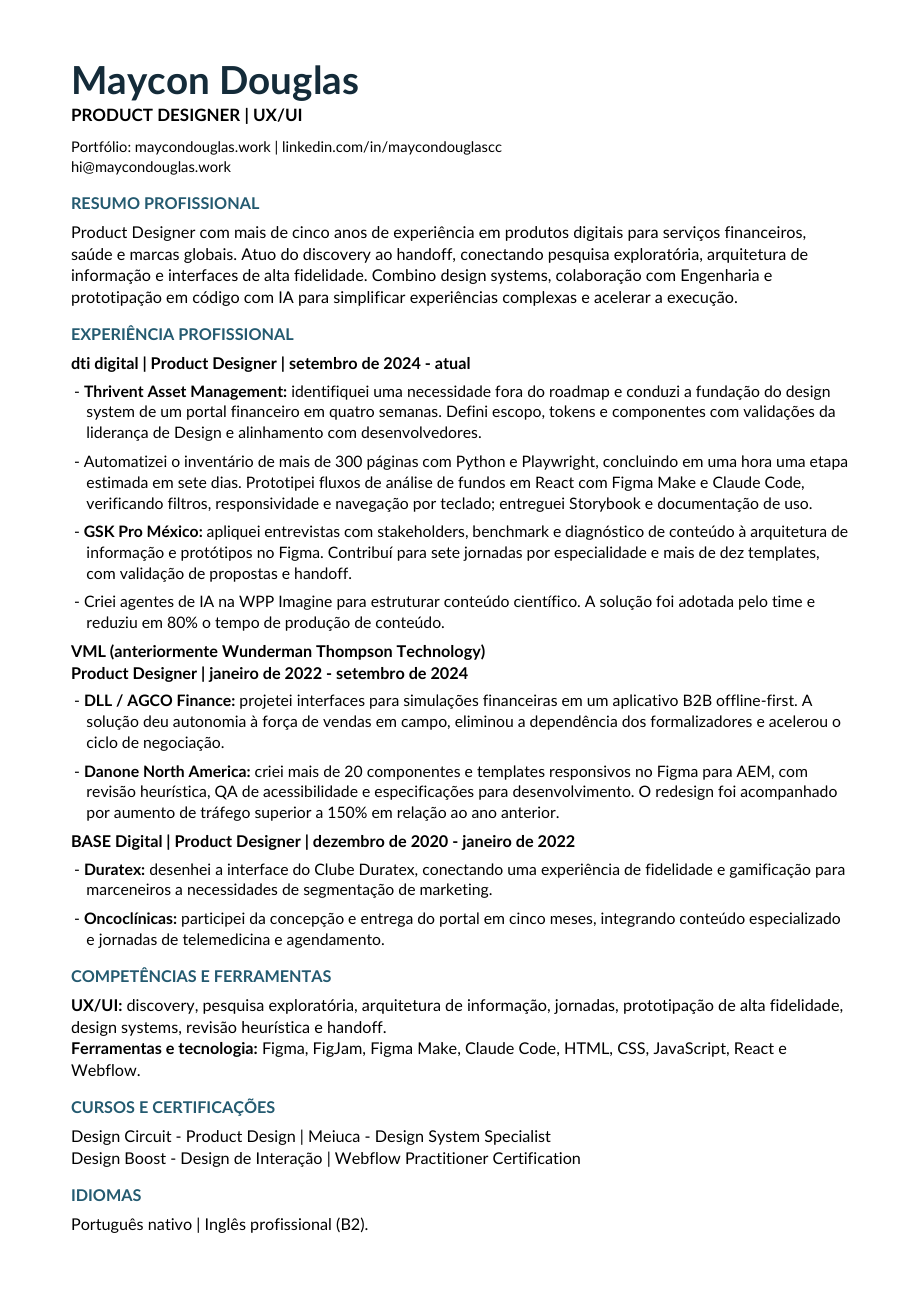 Maycon Douglas
PRODUCT DESIGNER | UX/UI
Portfólio: maycondouglas.work | linkedin.com/in/maycondouglascc
hi@maycondouglas.work
RESUMO PROFISSIONAL
Product Designer com mais de cinco anos de experiência em produtos digitais para serviços financeiros,
saúde e marcas globais. Atuo do discovery ao handoff, conectando pesquisa exploratória, arquitetura de
informação e interfaces de alta fidelidade. Combino design systems, colaboração com Engenharia e
prototipação em código com IA para simplificar experiências complexas e acelerar a execução.
EXPERIÊNCIA PROFISSIONAL
dti digital | Product Designer | setembro de 2024 - atual
- Thrivent Asset Management: identifiquei uma necessidade fora do roadmap e conduzi a fundação do design
system de um portal financeiro em quatro semanas. Defini escopo, tokens e componentes com validações da
liderança de Design e alinhamento com desenvolvedores.
- Automatizei o inventário de mais de 300 páginas com Python e Playwright, concluindo em uma hora uma etapa
estimada em sete dias. Prototipei fluxos de análise de fundos em React com Figma Make e Claude Code,
verificando filtros, responsividade e navegação por teclado; entreguei Storybook e documentação de uso.
- GSK Pro México: apliquei entrevistas com stakeholders, benchmark e diagnóstico de conteúdo à arquitetura de
informação e protótipos no Figma. Contribuí para sete jornadas por especialidade e mais de dez templates,
com validação de propostas e handoff.
- Criei agentes de IA na WPP Imagine para estruturar conteúdo científico. A solução foi adotada pelo time e
reduziu em 80% o tempo de produção de conteúdo.
VML (anteriormente Wunderman Thompson Technology)
Product Designer | janeiro de 2022 - setembro de 2024
- DLL / AGCO Finance: projetei interfaces para simulações financeiras em um aplicativo B2B offline-first. A
solução deu autonomia à força de vendas em campo, eliminou a dependência dos formalizadores e acelerou o
ciclo de negociação.
- Danone North America: criei mais de 20 componentes e templates responsivos no Figma para AEM, com
revisão heurística, QA de acessibilidade e especificações para desenvolvimento. O redesign foi acompanhado
por aumento de tráfego superior a 150% em relação ao ano anterior.
BASE Digital | Product Designer | dezembro de 2020 - janeiro de 2022
- Duratex: desenhei a interface do Clube Duratex, conectando uma experiência de fidelidade e gamificação para
marceneiros a necessidades de segmentação de marketing.
- Oncoclínicas: participei da concepção e entrega do portal em cinco meses, integrando conteúdo especializado
e jornadas de telemedicina e agendamento.
COMPETÊNCIAS E FERRAMENTAS
UX/UI: discovery, pesquisa exploratória, arquitetura de informação, jornadas, prototipação de alta fidelidade,
design systems, revisão heurística e handoff.
Ferramentas e tecnologia: Figma, FigJam, Figma Make, Claude Code, HTML, CSS, JavaScript, React e
Webflow.
CURSOS E CERTIFICAÇÕES
Design Circuit - Product Design | Meiuca - Design System Specialist
Design Boost - Design de Interação | Webflow Practitioner Certification
IDIOMAS
Português nativo | Inglês profissional (B2).